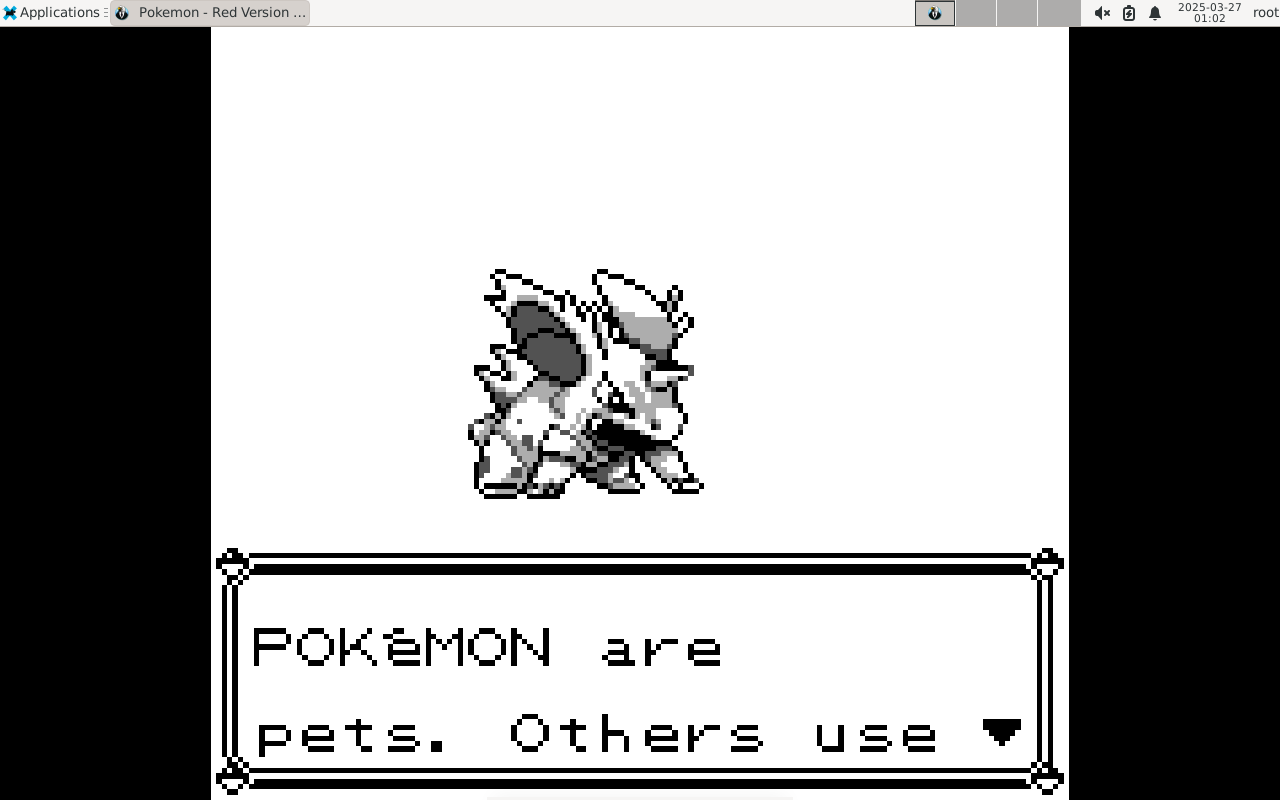 Applications
Pokemon - Red Version ...
2025-03-27
01:02
root
POKéMON are
pets. Others use ▼